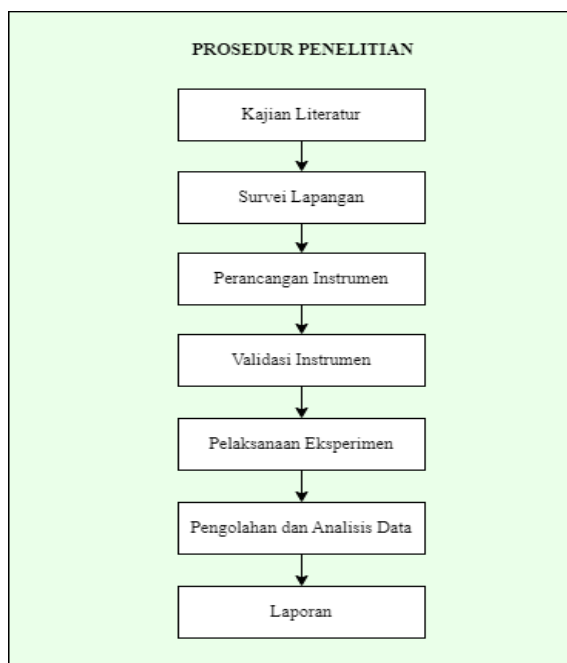 PROSEDUR PENELITIAN
Kajian Literatur
Survei Lapangan
Perancangan Instrumen
Validasi Instrumen
Pelaksanaan Eksperimen
Pengolahan dan Analisis Data
Laporan